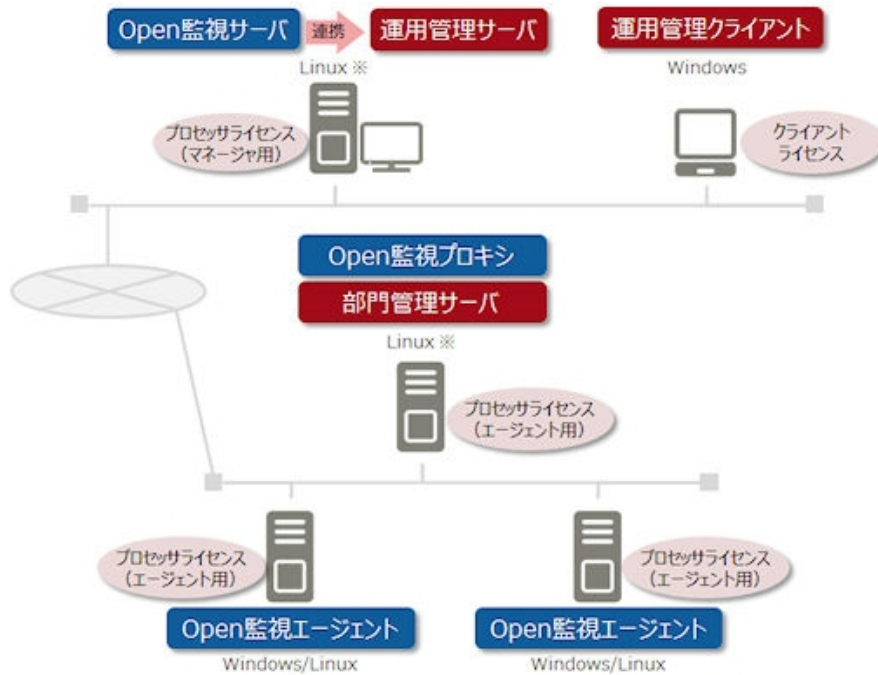 Open監視サーバ 連携 運用管理サーバ 運用管理クライアント
Linux ※ Windows
プロセッサライセンス
（マネージャ用）
クライアント
ライセンス
Open監視プロキシ
部門管理サーバ
Linux ※
プロセッサライセンス
（エージェント用）
プロセッサライセンス
（エージェント用）
プロセッサライセンス
（エージェント用）
Open監視エージェント Open監視エージェント
Windows/Linux Windows/Linux